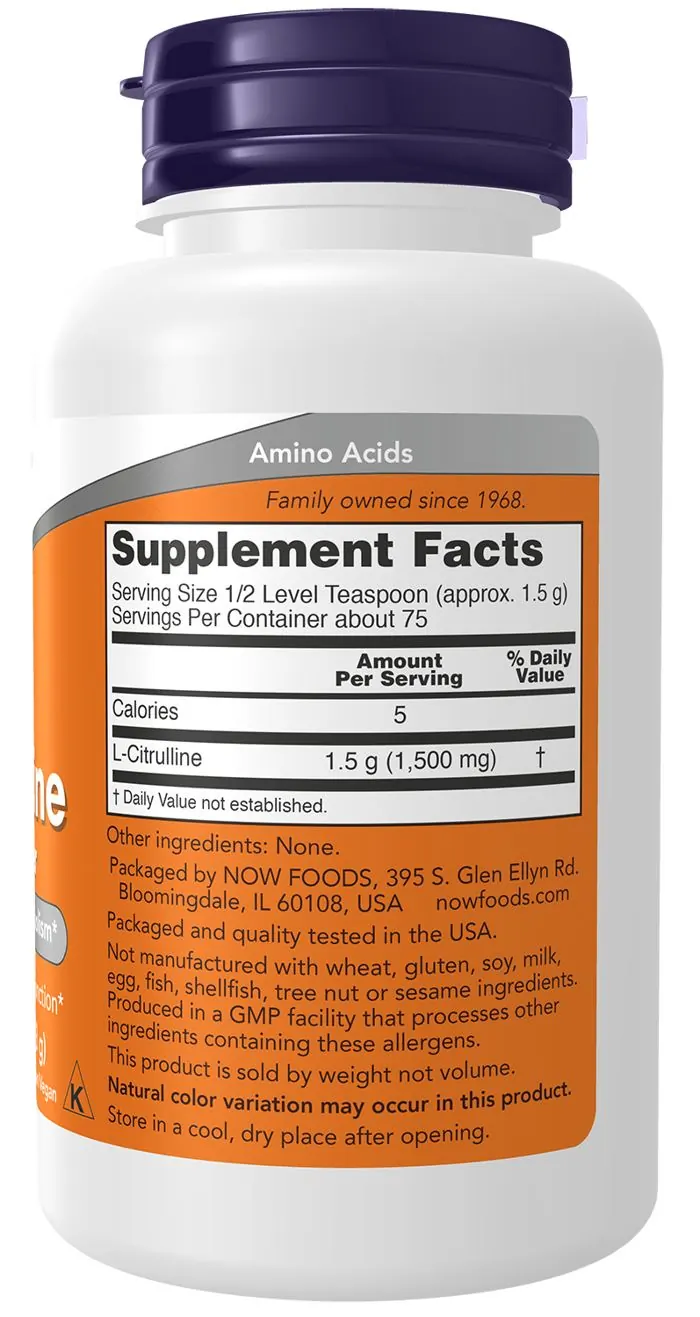 Amino Acids
Family owned since 1968.
Supplement Facts
Serving Size 1/2 Level Teaspoon (approx. 1.5 g)
Servings Per Container about 75
Amount Per Serving
% Daily Value
Calories 5
L-Citrulline 1.5 g (1,500 mg) †
† Daily Value not established.
Other ingredients: None.
Packaged by NOW FOODS, 395 S. Glen Ellyn Rd.
Bloomingdale, IL 60108, USA nowfoods.com
Packaged and quality tested in the USA.
Not manufactured with wheat, gluten, soy, milk,
egg, fish, shellfish, tree nut or sesame ingredients.
Produced in a GMP facility that processes other
ingredients containing these allergens.
This product is sold by weight not volume.
Natural color variation may occur in this product.
Store in a cool, dry place after opening.
K
Vegan